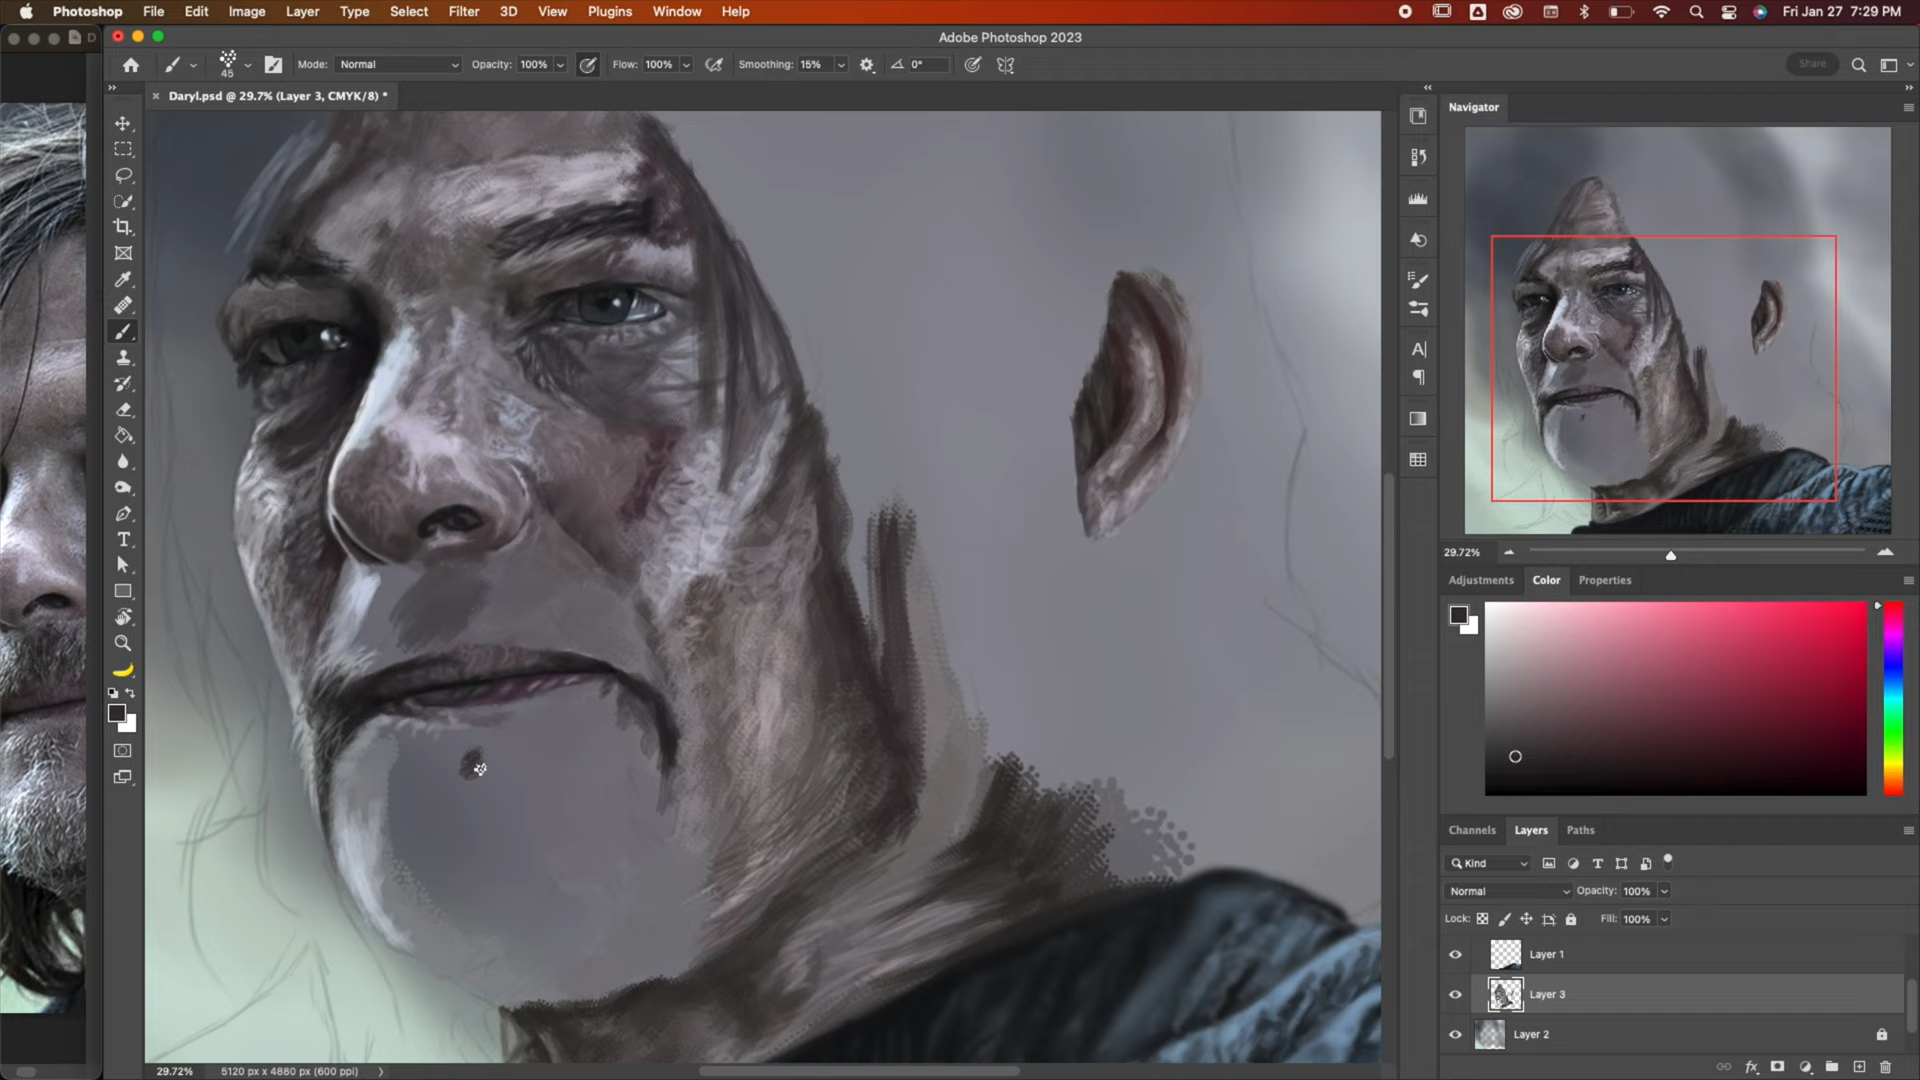 Photoshop File Edit Image Layer Type Select Filter 3D View Plugins Window Help Fri Jan 27 7:29 PM
Adobe Photoshop 2023
45 Mode: Normal Opacity: 100% Flow: 100% Smoothing: 15% 0° Share
Daryl.psd @ 29.7% (Layer 3, CMYK/8) *
Navigator
29.72%
Adjustments Color Properties
Channels Layers Paths
Kind
Normal Opacity: 100%
Lock: Fill: 100%
Layer 1
Layer 3
Layer 2
29.72% 5120 px x 4880 px (600 ppi)